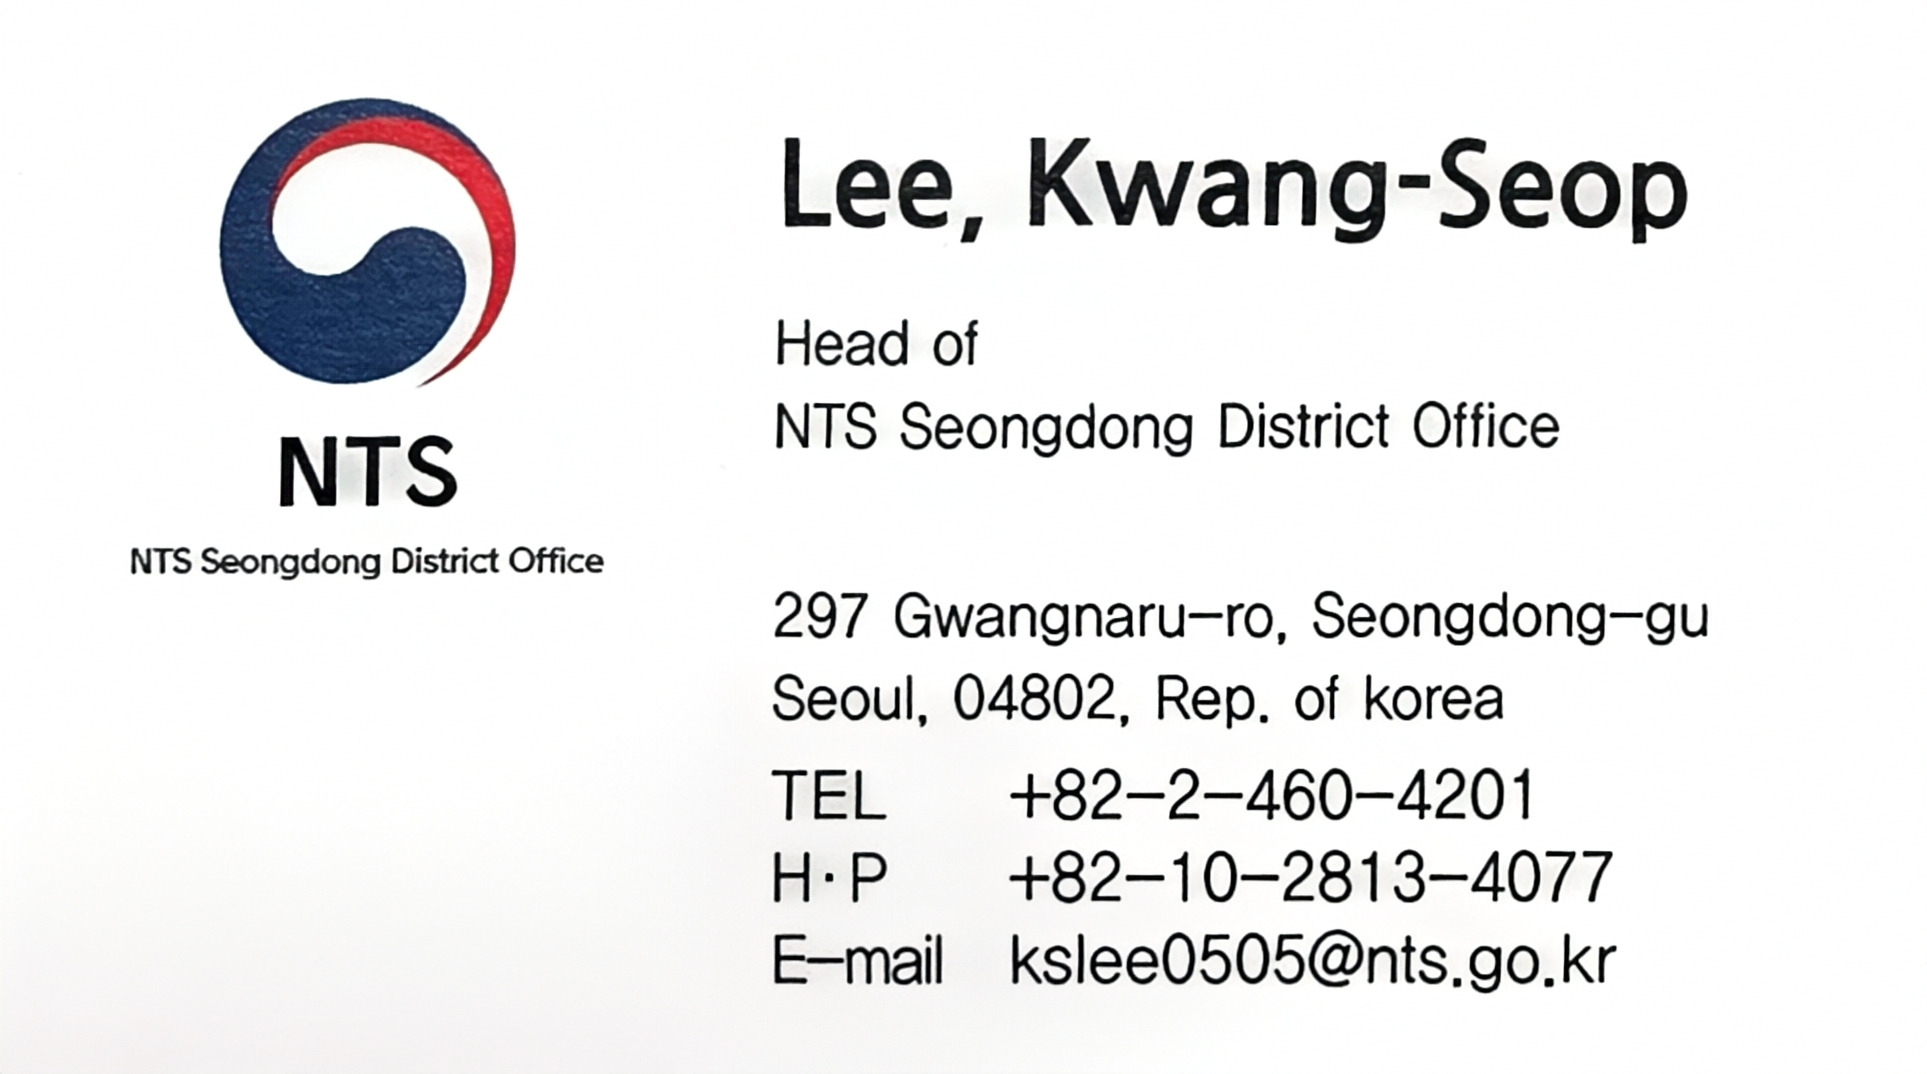 NTS
NTS Seongdong District Office
Lee, Kwang-Seop
Head of
NTS Seongdong District Office
297 Gwangnaru-ro, Seongdong-gu
Seoul, 04802, Rep. of korea
TEL +82-2-460-4201
H·P +82-10-2813-4077
E-mail kslee0505@nts.go.kr